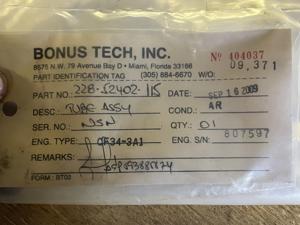 BONUS TECH, INC. Nº 404037
8675 N.W. 79 Avenue Bay D • Miami, Florida 33166 09,371
PART IDENTIFICATION TAG (305) 884-6670 W/O:
PART NO.: 228-52402-115 DATE: SEP 16 2009
DESC.: TUBE ASSY COND.: AR
SER. NO.: NSN QTY.: 01
ENG. TYPE: CF34-3A1 ENG. S/N: 807597
REMARKS:
FORM: BT03